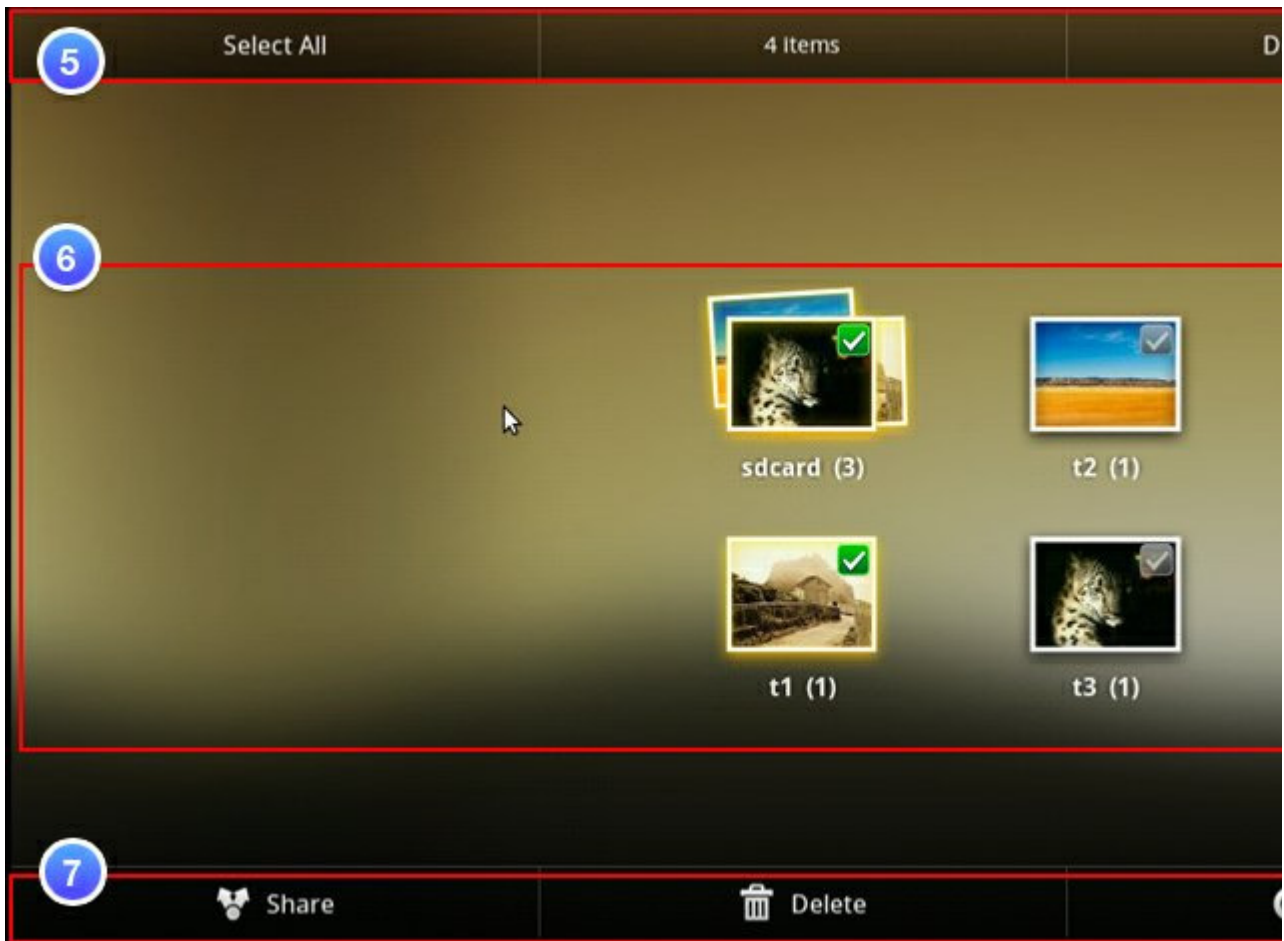 5
Select All
4 items
D
6
sdcard (3)
t2 (1)
t1 (1)
t3 (1)
7
Share
Delete